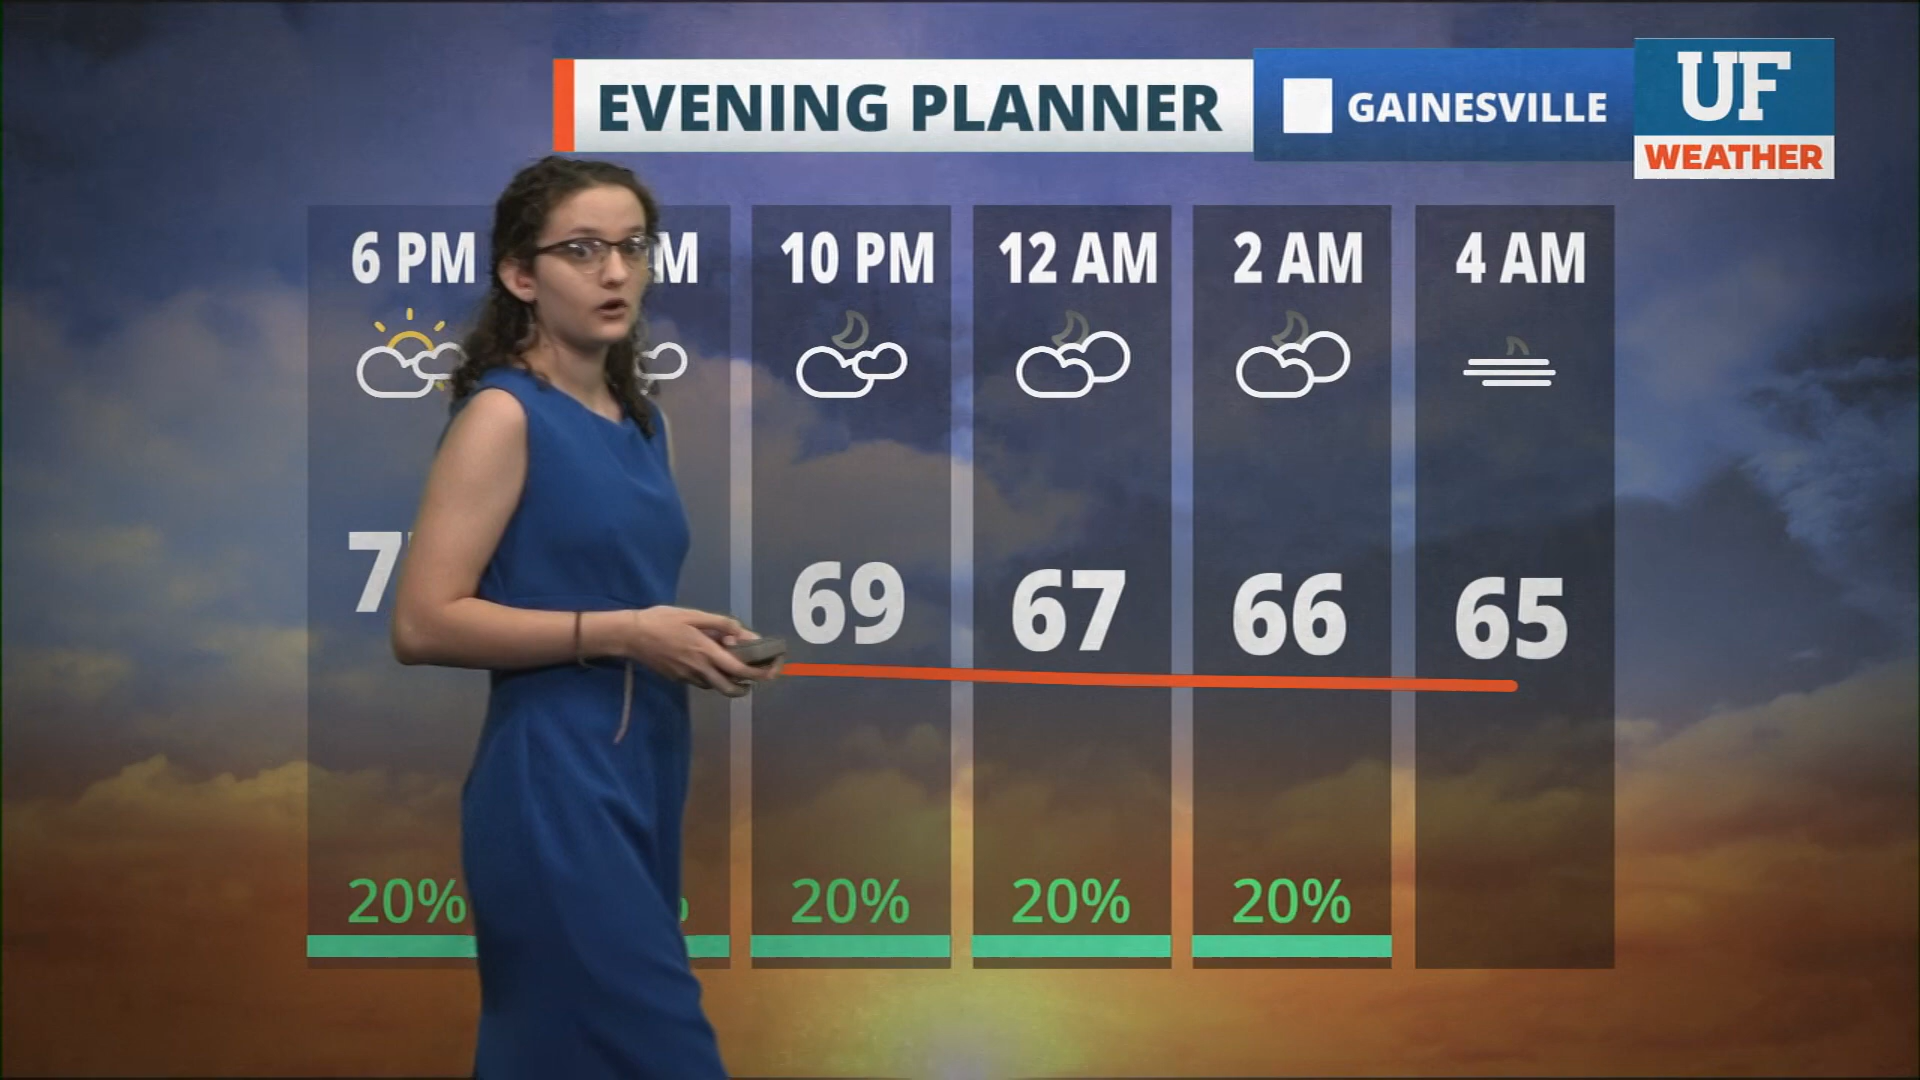 EVENING PLANNER
GAINESVILLE
UF
WEATHER
6 PM
10 PM
12 AM
2 AM
4 AM
69
67
66
65
20%
20%
20%
20%